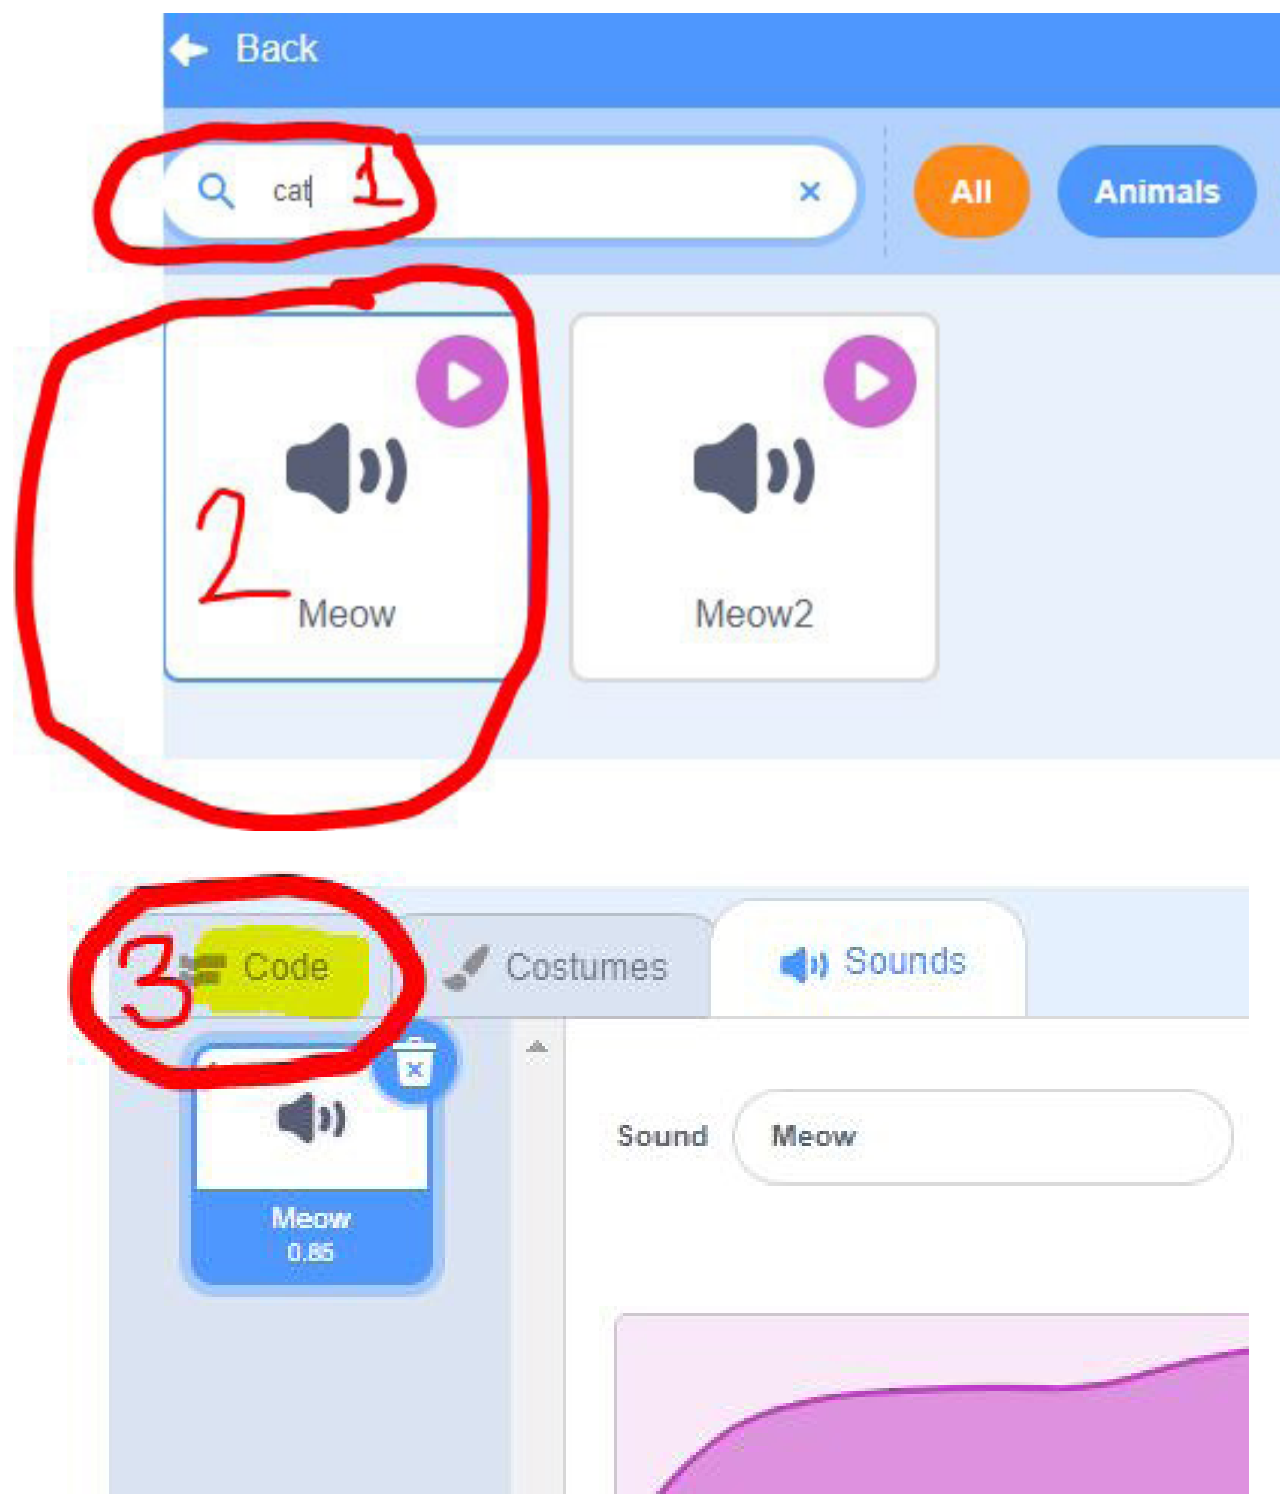 Back
cat 1 × All Animals
2
Meow Meow2
3 Code Costumes Sounds
Sound Meow
Meow
0.85